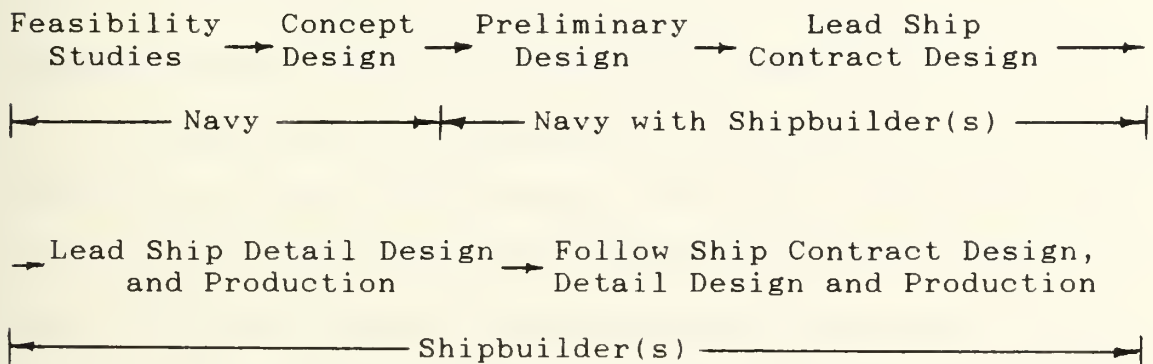 Feasibility Concept Preliminary Lead Ship
Studies Design Design Contract Design
Navy Navy with Shipbuilder(s)
Lead Ship Detail Design Follow Ship Contract Design,
and Production Detail Design and Production
Shipbuilder(s)